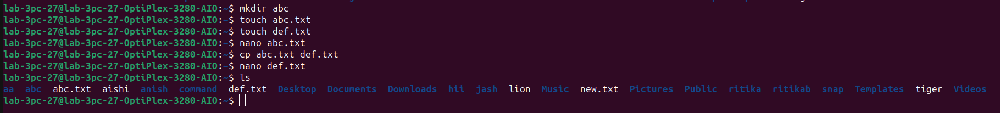 lab-3pc-27@lab-3pc-27-OptiPlex-3280-AIO:~$ mkdir abc
lab-3pc-27@lab-3pc-27-OptiPlex-3280-AIO:~$ touch abc.txt
lab-3pc-27@lab-3pc-27-OptiPlex-3280-AIO:~$ touch def.txt
lab-3pc-27@lab-3pc-27-OptiPlex-3280-AIO:~$ nano abc.txt
lab-3pc-27@lab-3pc-27-OptiPlex-3280-AIO:~$ cp abc.txt def.txt
lab-3pc-27@lab-3pc-27-OptiPlex-3280-AIO:~$ nano def.txt
lab-3pc-27@lab-3pc-27-OptiPlex-3280-AIO:~$ ls
aa  abc  abc.txt  aishi  anish  command  def.txt  Desktop  Documents  Downloads  hii  jash  lion  Music  new.txt  Pictures  Public  ritika  ritikab  snap  Templates  tiger  Videos
lab-3pc-27@lab-3pc-27-OptiPlex-3280-AIO:~$